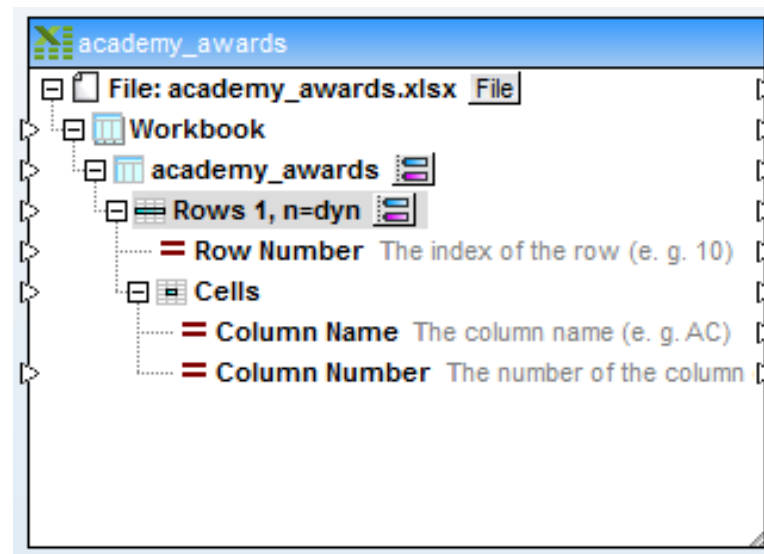 academy_awards
File: academy_awards.xlsx File
Workbook
academy_awards
Rows 1, n=dyn
Row Number The index of the row (e. g. 10)
Cells
Column Name The column name (e. g. AC)
Column Number The number of the column